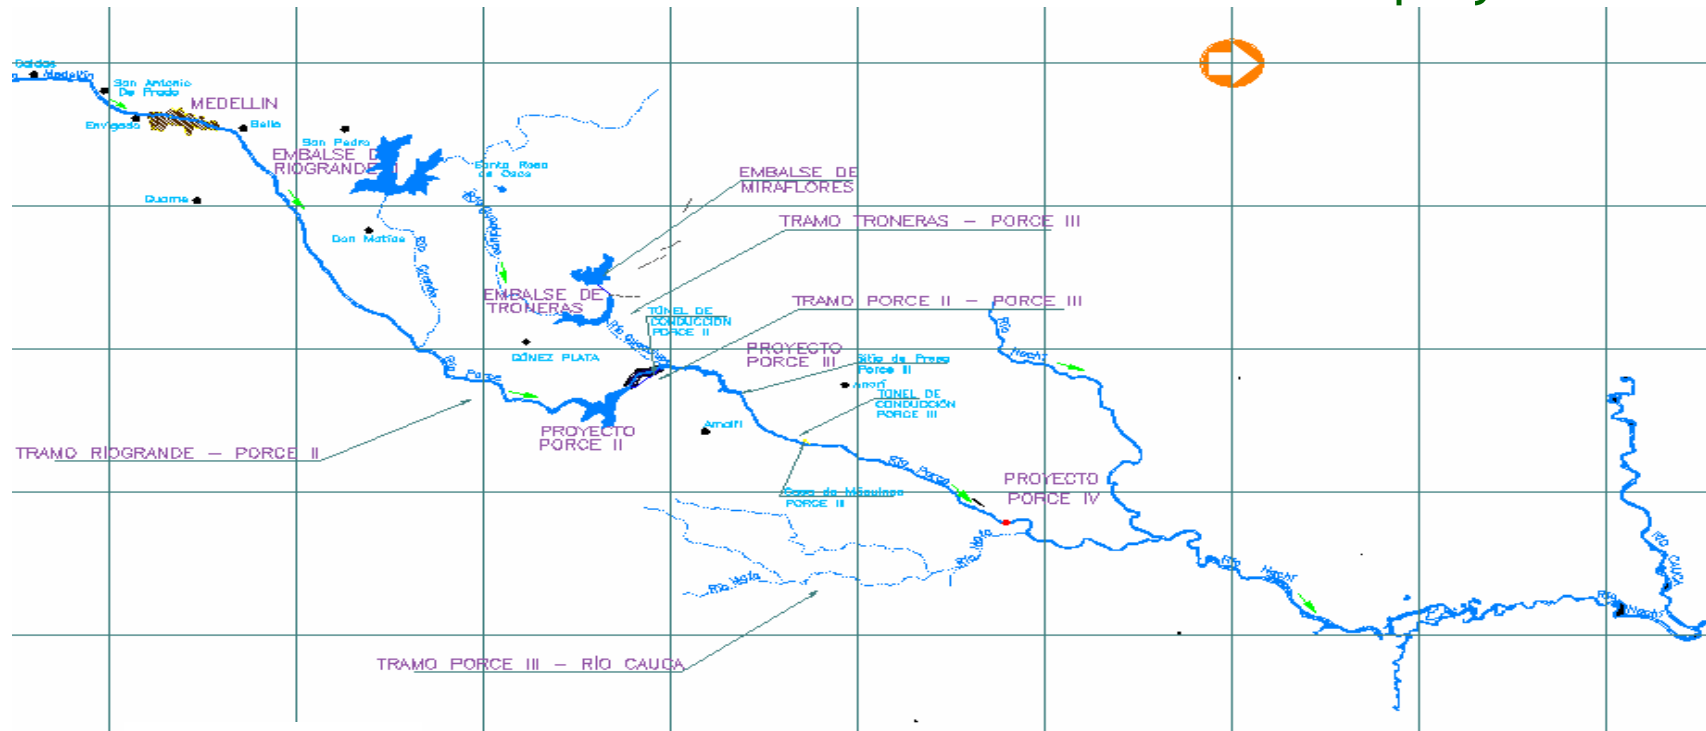 Caldas
Medellín
San Antonio
De Prado
MEDELLIN
Envigado
Bello
San Pedro
EMBALSE DE
RIOGRANDE II
Santa Rosa
de Osos
EMBALSE DE
MIRAFLORES
Guarne
Don Matías
TRAMO TRONERAS – PORCE III
EMBALSE DE
TRONERAS
TÚNEL DE
CONDUCCIÓN
PORCE II
TRAMO PORCE II – PORCE III
Río
Nechí
GÓMEZ PLATA
PROYECTO
PORCE III
Sitio de Presa
Porce III
Río Porce
Anorí
TÚNEL DE
CONDUCCIÓN
PORCE III
Amalfi
PROYECTO
PORCE II
TRAMO RIOGRANDE – PORCE II
Río Porce
PROYECTO
PORCE IV
Casa de Máquinas
PORCE III
Río Mata
Río Mata
Río Nechí
RÍO CAUCA
Río Nechí
TRAMO PORCE III – RÍO CAUCA